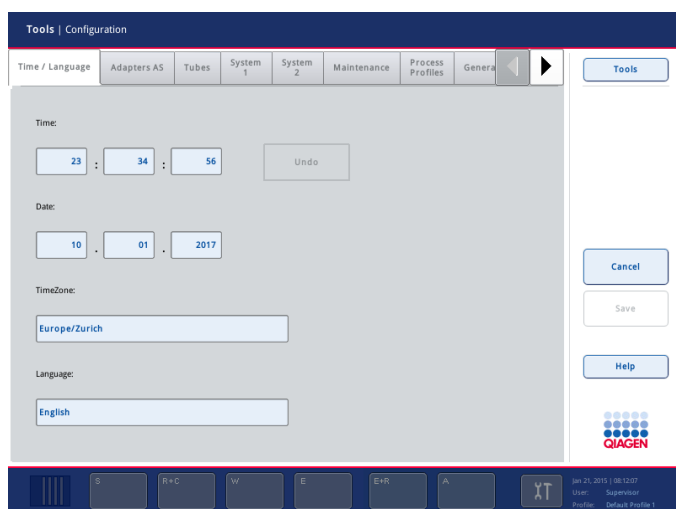 Tools | Configuration
Time / Language
Adapters AS
Tubes
System
1
System
2
Maintenance
Process
Profiles
Genera
Tools
Time:
23 : 34 : 56
Undo
Date:
10 . 01 . 2017
Cancel
TimeZone:
Save
Europe/Zurich
Help
Language:
English
QIAGEN
S
R+C
W
E
E+R
A
Jan 21, 2015 | 08:12:07
User: Supervisor
Profile: Default Profile 1